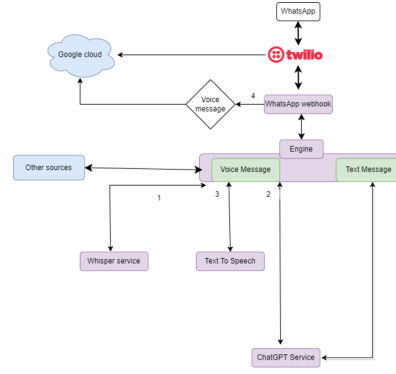 WhatsApp
Google cloud
twilio
Voice
message
4
WhatsApp webhook
Engine
Other sources
Voice Message
Text Message
1
3
2
Whisper service
Text To Speech
ChatGPT Service